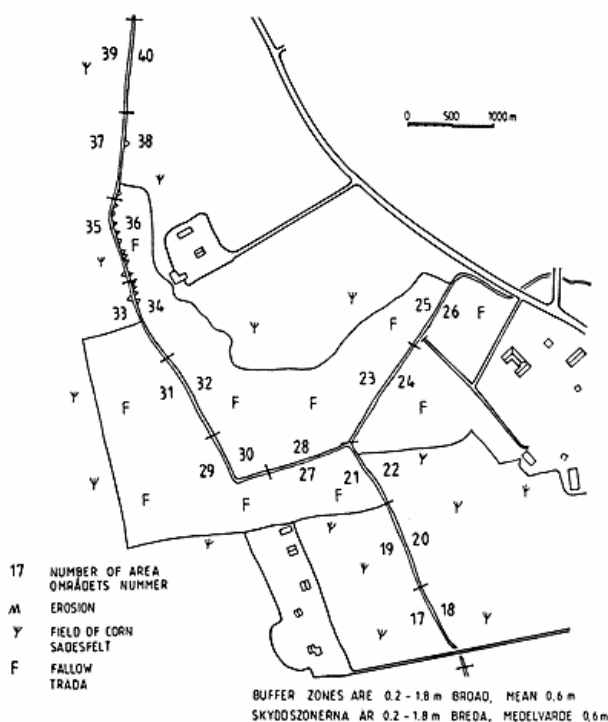 39 40
37 38
0 500 1000 m
35 36
F
33 34
25 26 F
F
31 32
23 24
F F F F
30 28
29 27 21 22
F F F
19 20
17 18
17 NUMBER OF AREA
OMRÅDETS NUMMER
EROSION
FIELD OF CORN
SADESFELT
F FALLOW
TRADA
BUFFER ZONES ARE 0.2 - 1.8 m BROAD, MEAN 0,6 m
SKYDDSZONERNA ÄR 0.2 - 1.8 m BREDA, MEDELVARDE 0,6 m